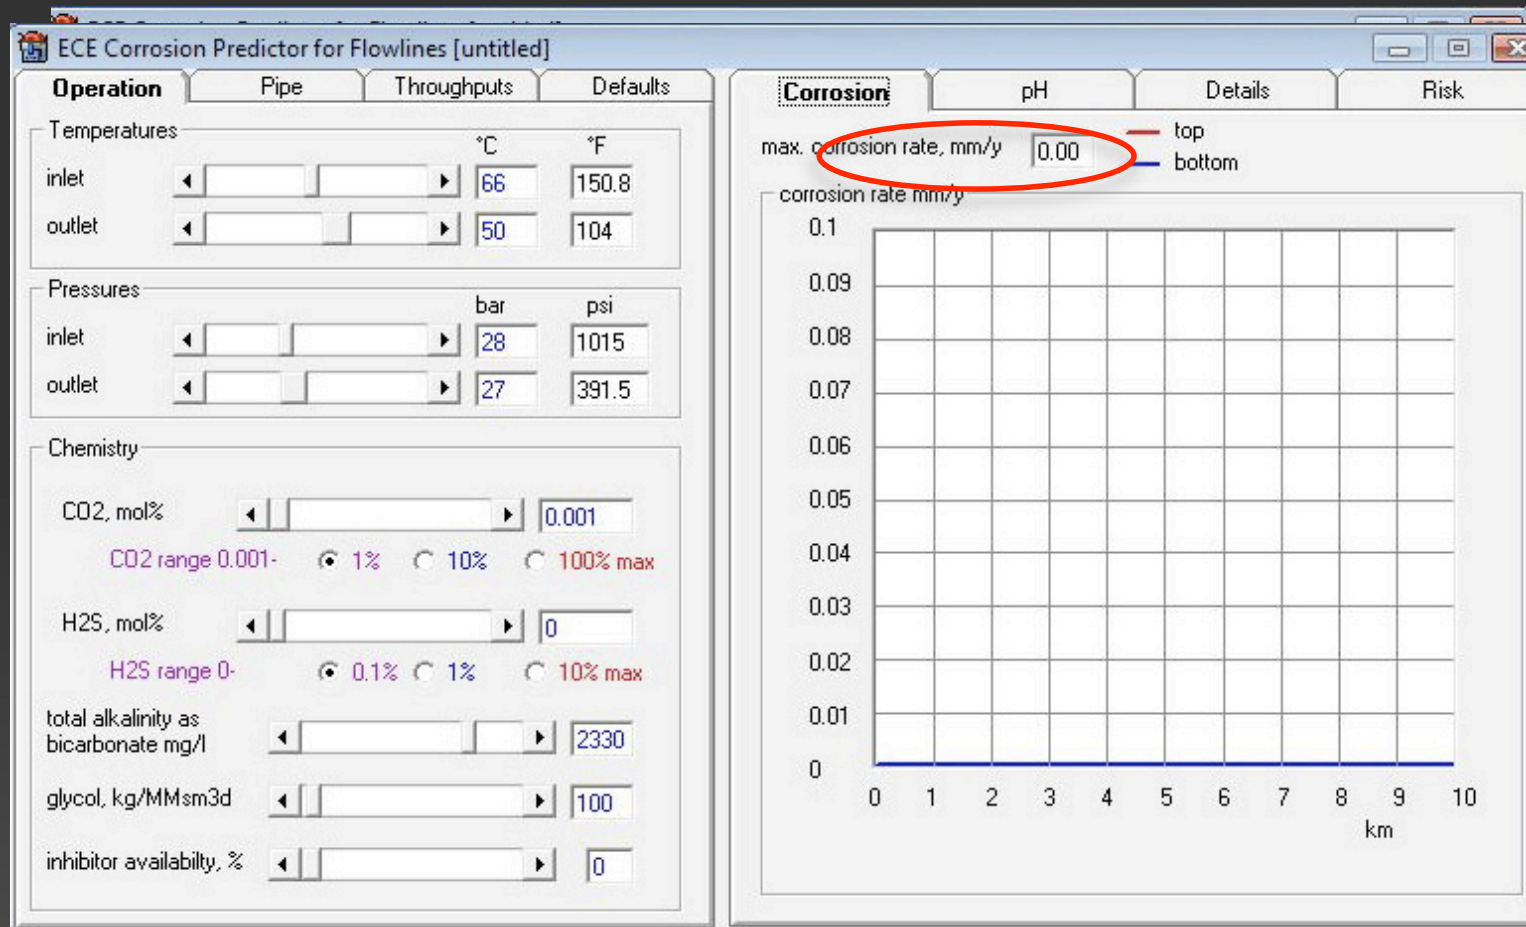 ECE Corrosion Predictor for Flowlines [untitled]
Operation Pipe Throughputs Defaults
Temperatures
°C °F
inlet 66 150.8
outlet 50 104
Pressures
bar psi
inlet 28 1015
outlet 27 391.5
Chemistry
CO2, mol% 0.001
CO2 range 0.001- 1% 10% 100% max
H2S, mol% 0
H2S range 0- 0.1% 1% 10% max
total alkalinity as
bicarbonate mg/l 2330
glycol, kg/MMsm3d 100
inhibitor availabilty, % 0
Corrosion pH Details Risk
max. corrosion rate, mm/y 0.00
top
bottom
corrosion rate mm/y
0.1
0.09
0.08
0.07
0.06
0.05
0.04
0.03
0.02
0.01
0
0 1 2 3 4 5 6 7 8 9 10
km